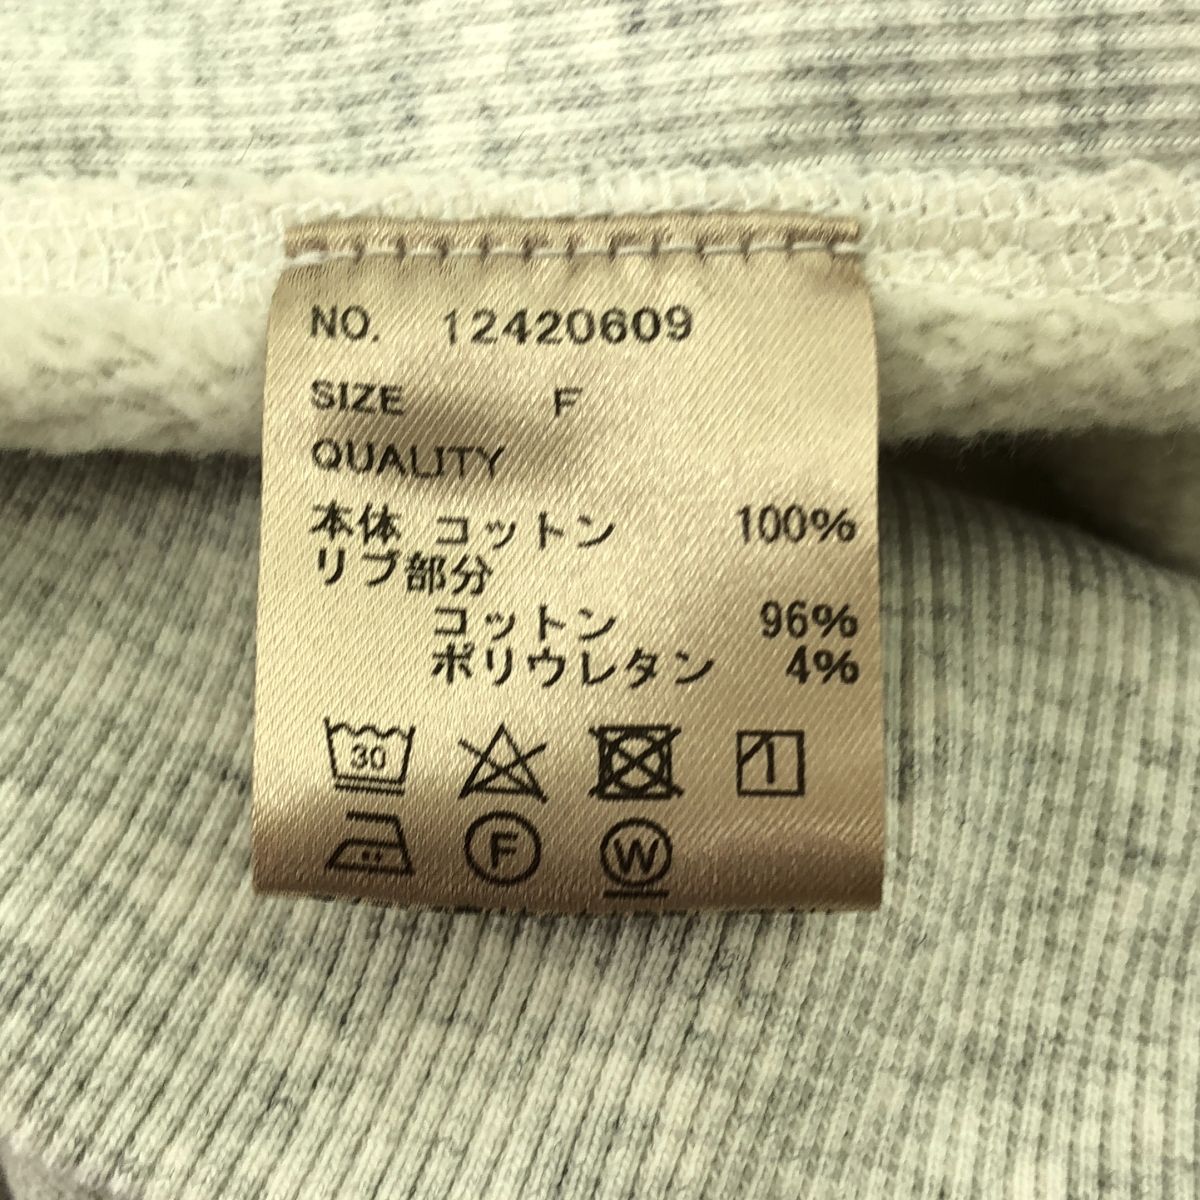 NO. 12420609
SIZE F
QUALITY
本体 コットン 100%
リブ部分
コットン 96%
ポリウレタン 4%
30
F W